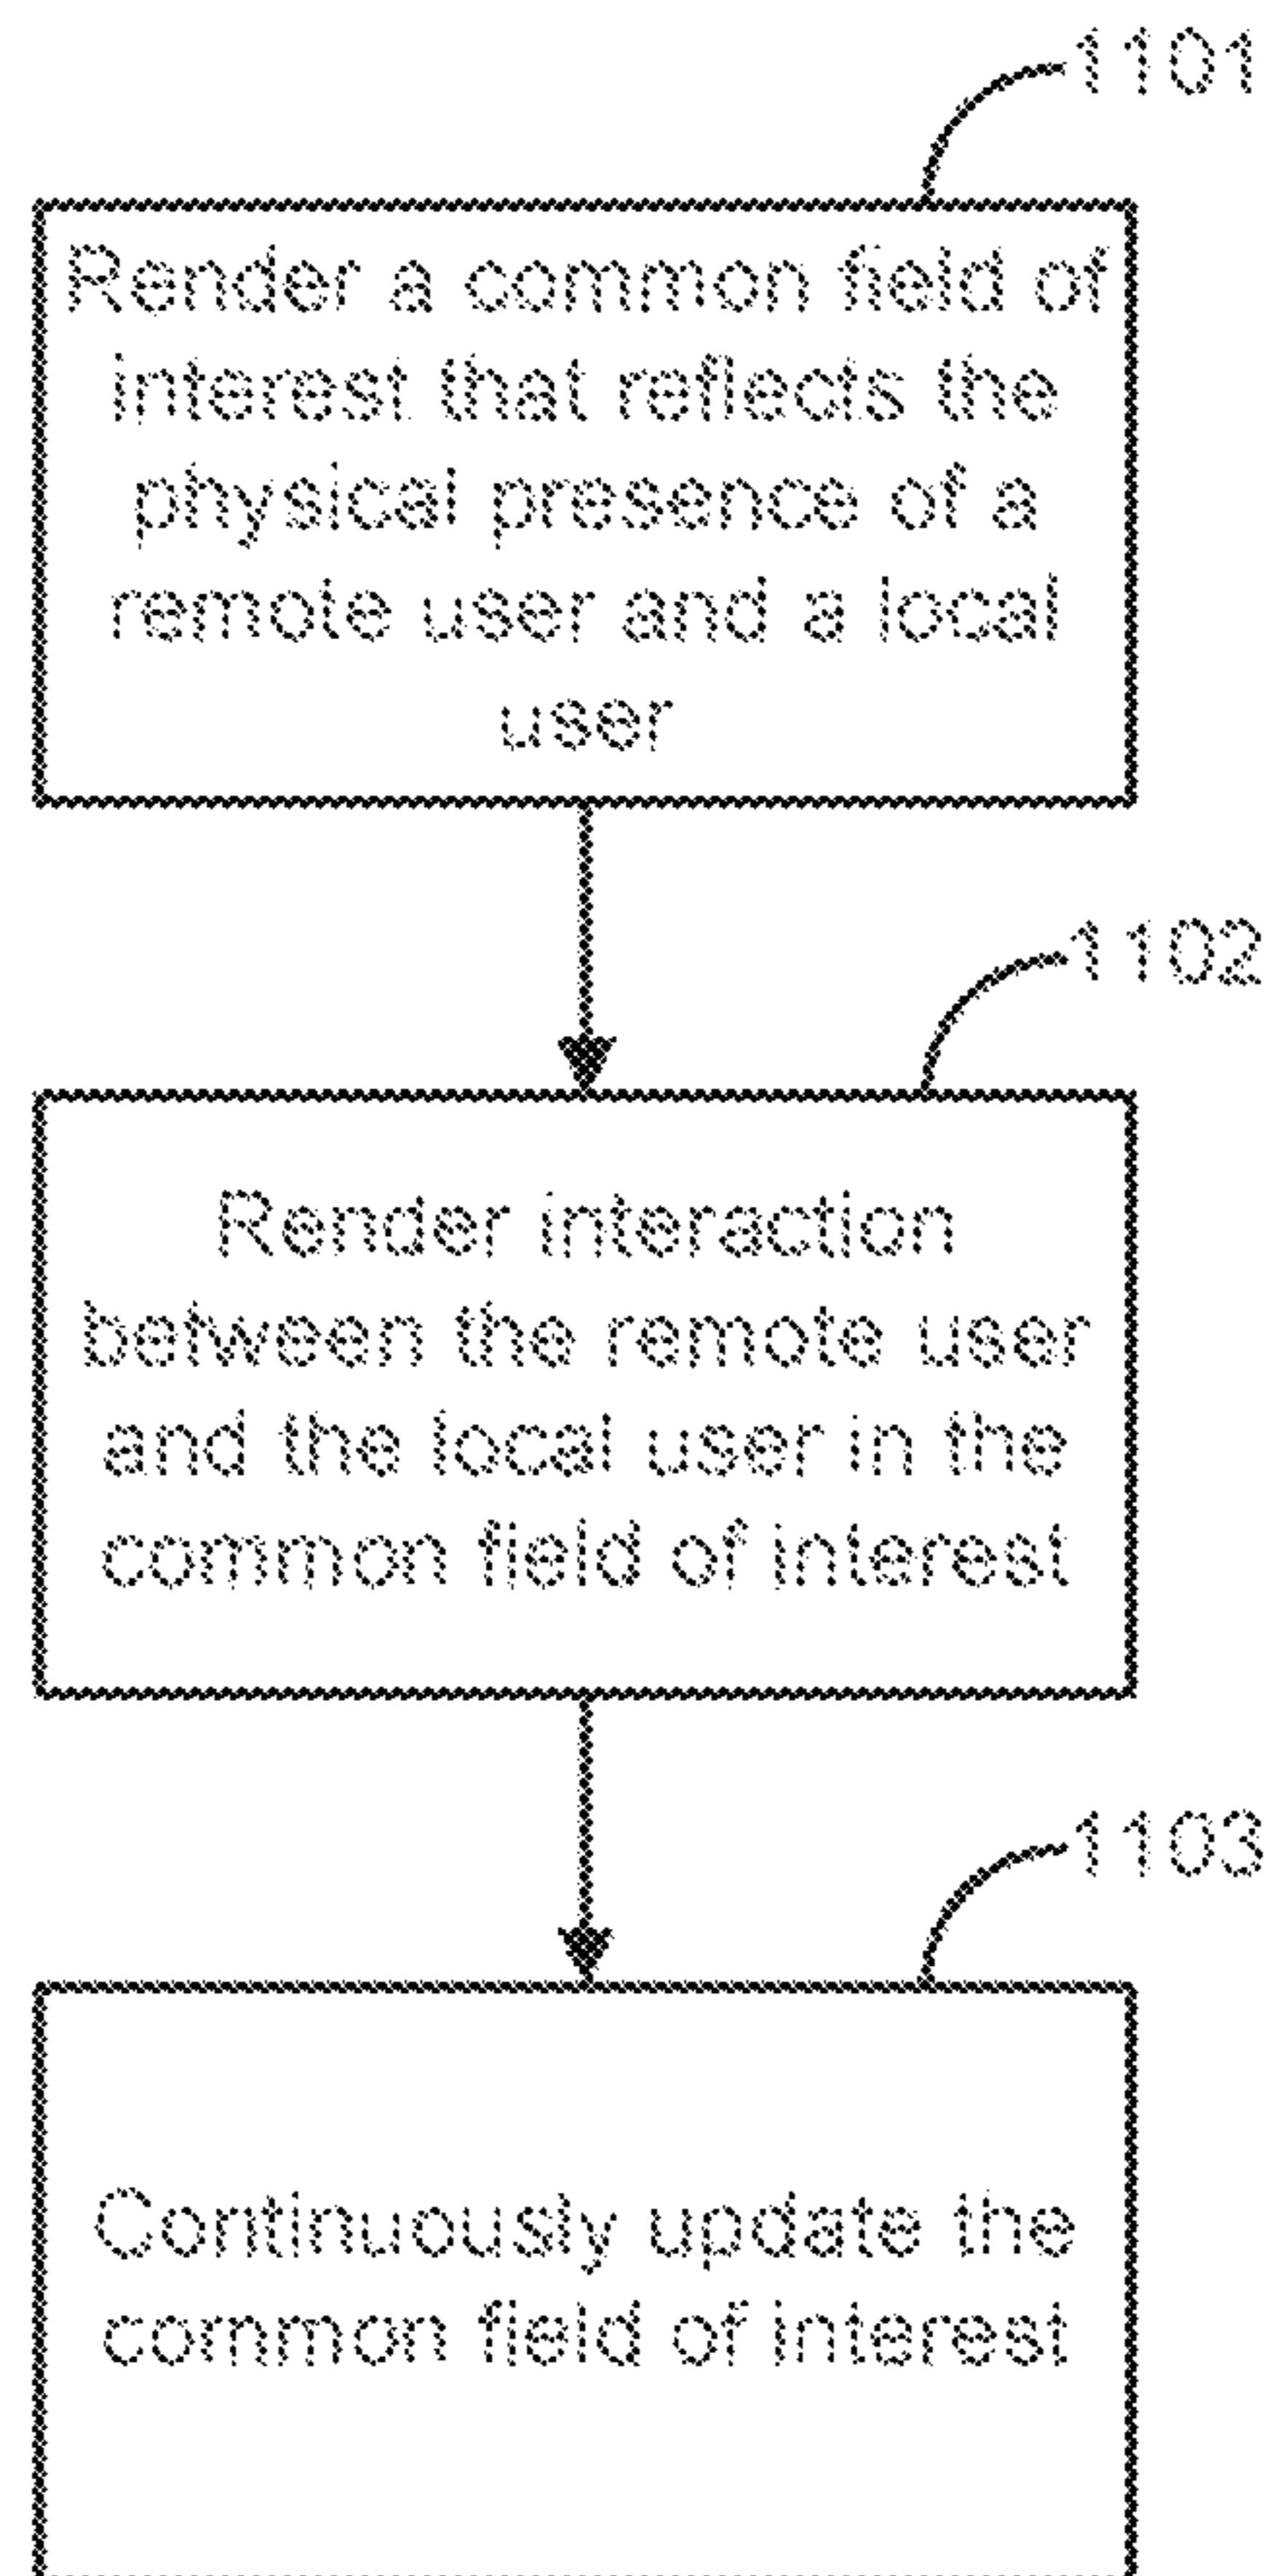 1101
Render a common field of
interest that reflects the
physical presence of a
remote user and a local
user
1102
Render interaction
between the remote user
and the local user in the
common field of interest
1103
Continuously update the
common field of interest